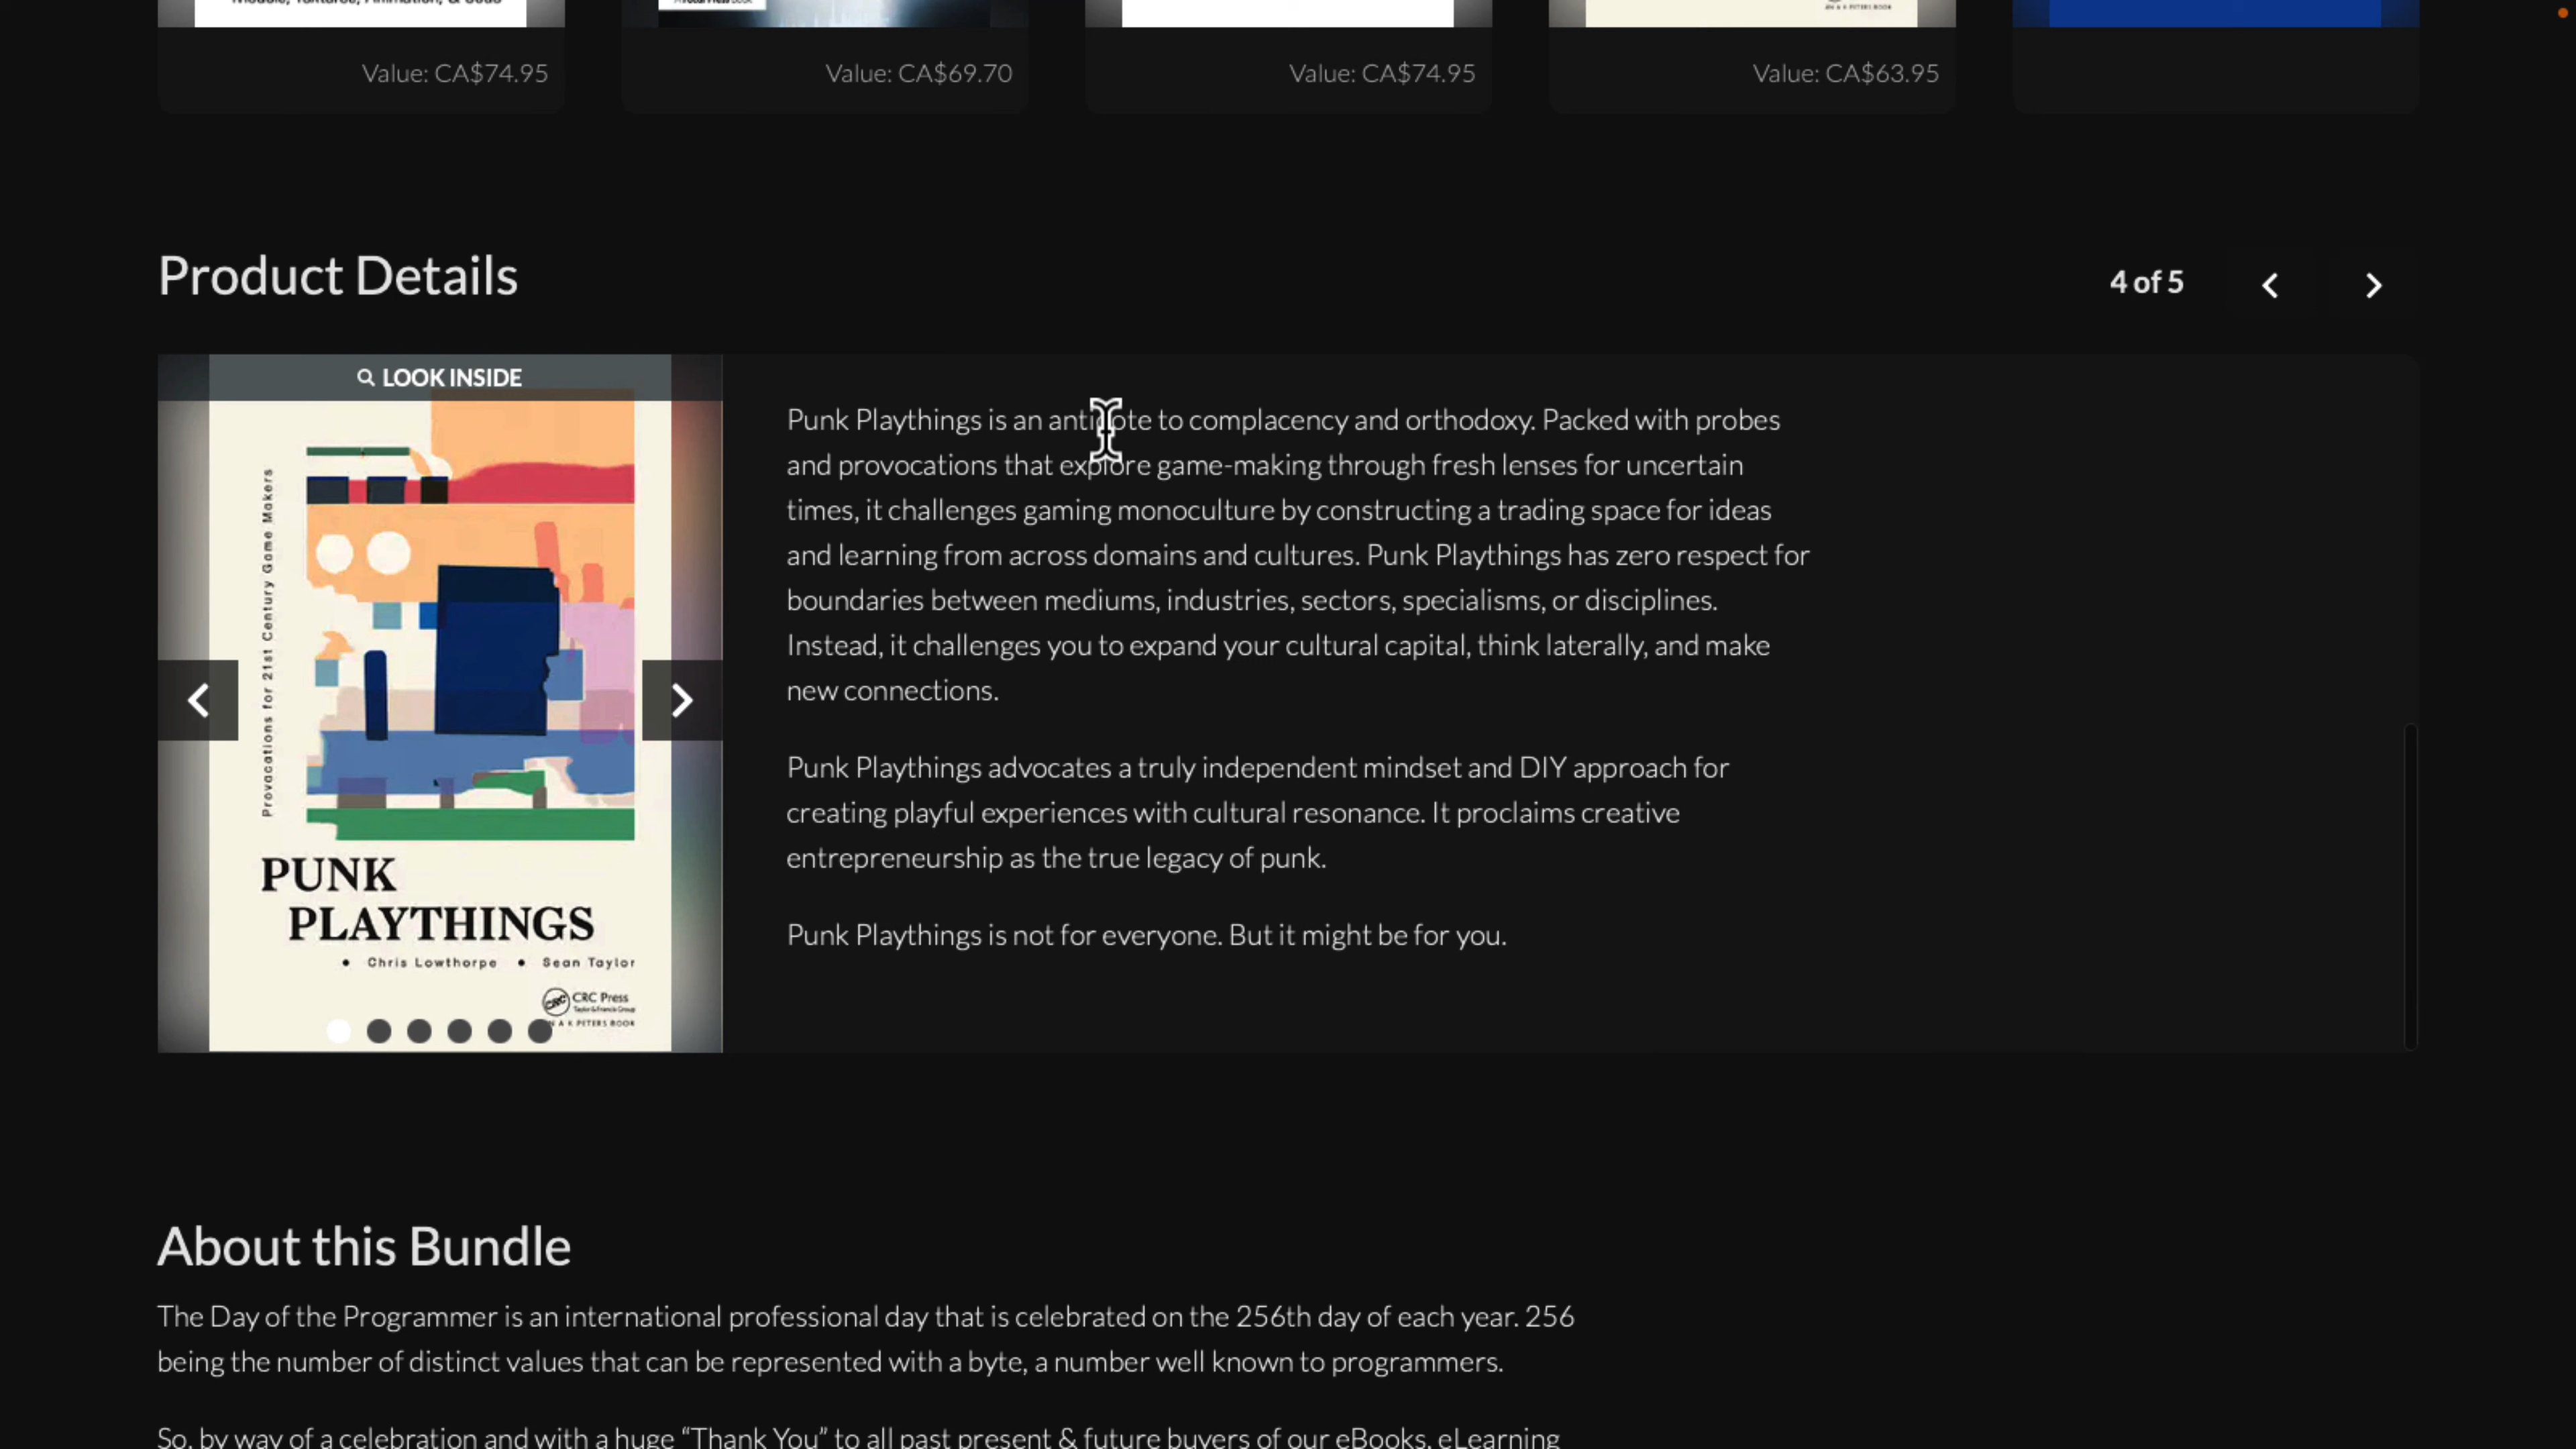 Value: CA$74.95
Value: CA$69.70
Value: CA$74.95
Value: CA$63.95
Product Details
4 of 5
LOOK INSIDE
Provocations for 21st Century Game Makers
PUNK
PLAYTHINGS
• Chris Lowthorpe • Sean Taylor
CRC Press
Taylor & Francis Group
A K PETERS BOOK
Punk Playthings is an antidote to complacency and orthodoxy. Packed with probes
and provocations that explore game-making through fresh lenses for uncertain
times, it challenges gaming monoculture by constructing a trading space for ideas
and learning from across domains and cultures. Punk Playthings has zero respect for
boundaries between mediums, industries, sectors, specialisms, or disciplines.
Instead, it challenges you to expand your cultural capital, think laterally, and make
new connections.
Punk Playthings advocates a truly independent mindset and DIY approach for
creating playful experiences with cultural resonance. It proclaims creative
entrepreneurship as the true legacy of punk.
Punk Playthings is not for everyone. But it might be for you.
About this Bundle
The Day of the Programmer is an international professional day that is celebrated on the 256th day of each year. 256
being the number of distinct values that can be represented with a byte, a number well known to programmers.
So, by way of a celebration and with a huge “Thank You” to all past present & future buyers of our eBooks, eLearning